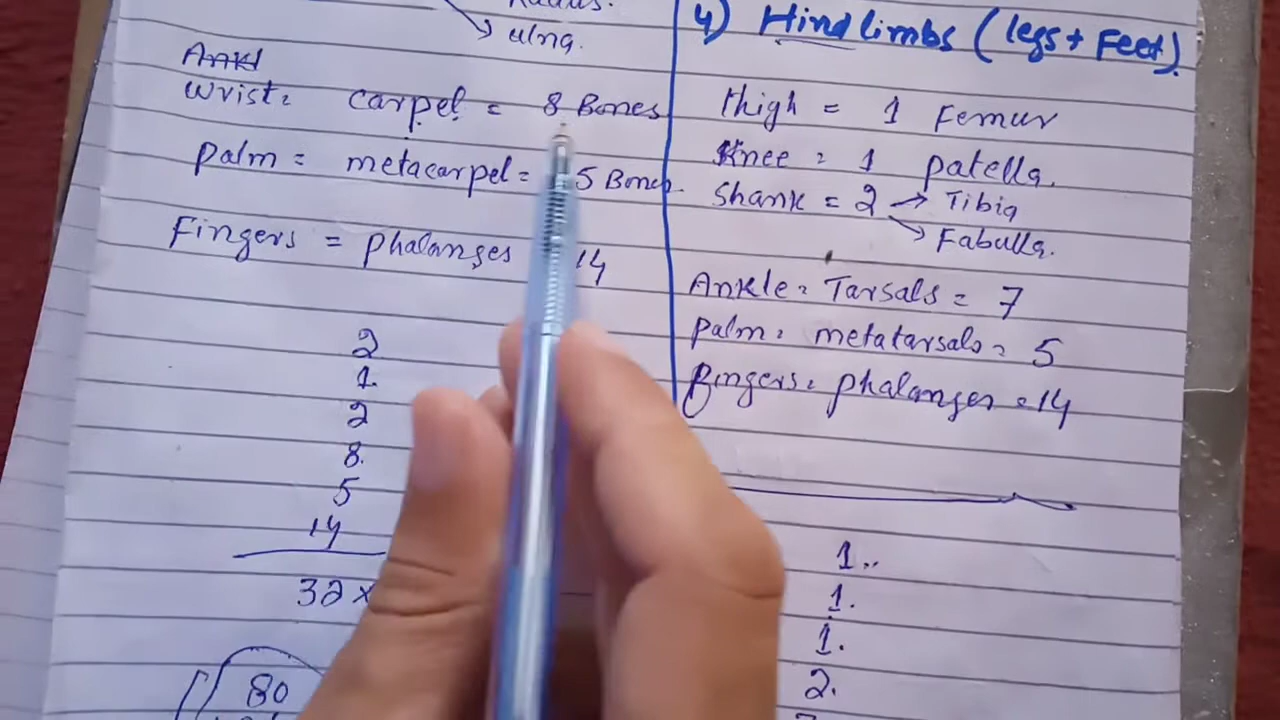 Radius.
ulna.
Ankl
Wrist = carpel = 8 Bones
Palm = metacarpel = 5 Bones.
Fingers = phalanges 14
2
1.
2
8.
5
14
32 x
80
4) Hind limbs (legs + Feet).
Thigh = 1 Femur
Knee = 1 patella.
Shank = 2 → Tibia
Fabulla.
Ankle = Tarsals = 7
palm = metatarsals = 5
Fingers = phalanges = 14
1..
1.
1.
2.